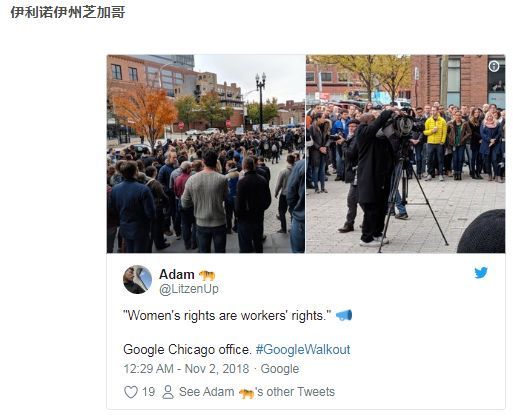 伊利诺伊州芝加哥
Adam 🐅
@LitzenUp
"Women's rights are workers' rights." 📣
Google Chicago office. #GoogleWalkout
12:29 AM - Nov 2, 2018 · Google
19 See Adam 🐅's other Tweets